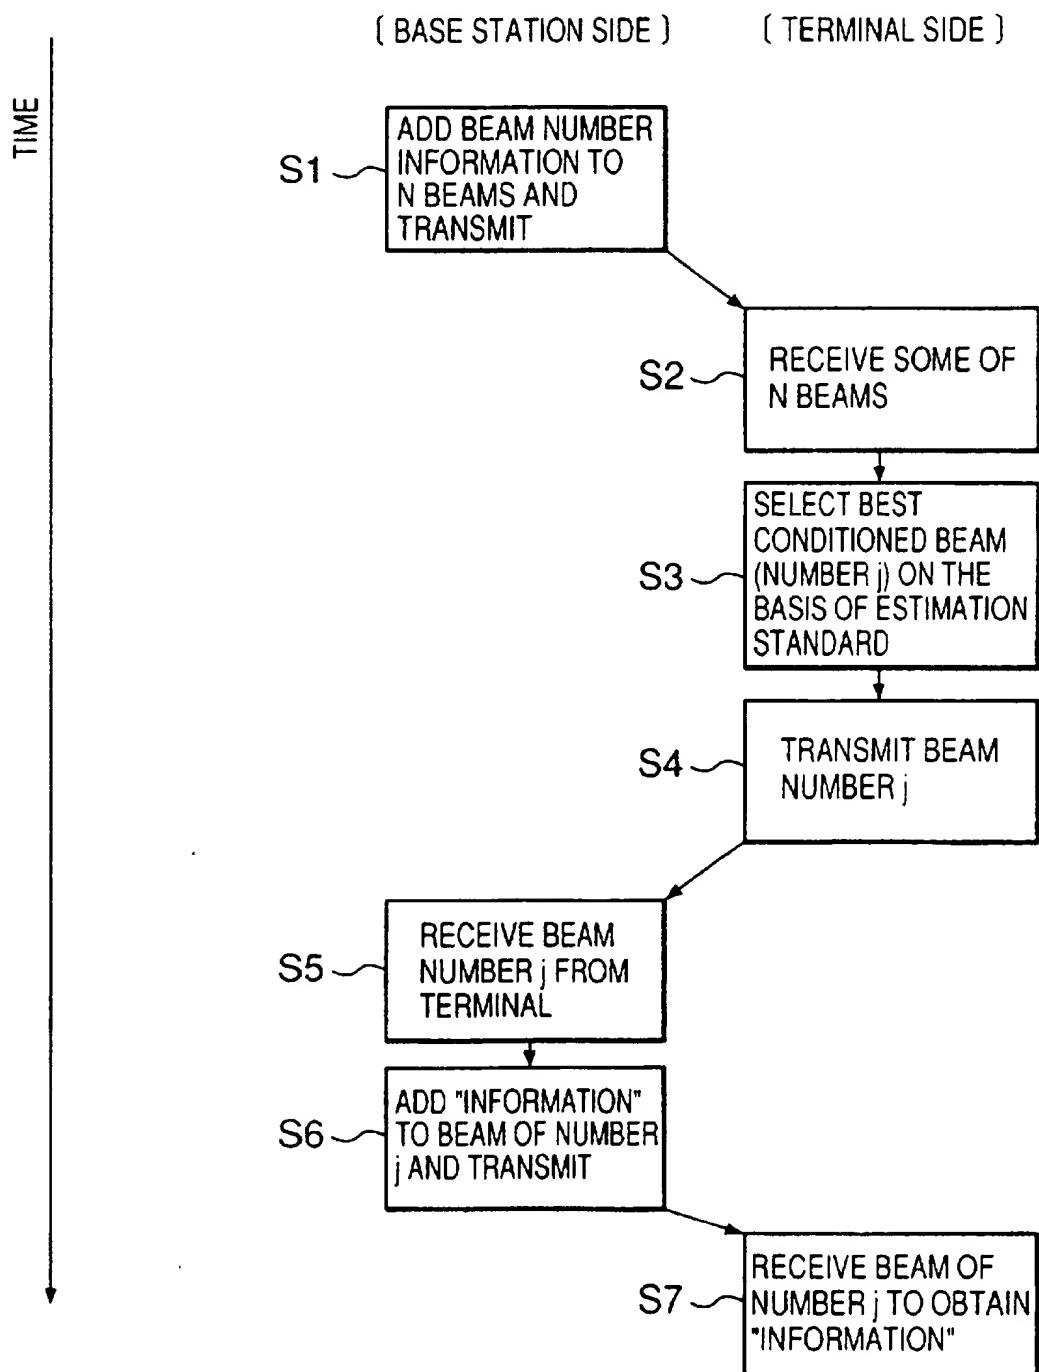 [ BASE STATION SIDE ]
[ TERMINAL SIDE ]
TIME
S1
ADD BEAM NUMBER
INFORMATION TO
N BEAMS AND
TRANSMIT
S2
RECEIVE SOME OF
N BEAMS
S3
SELECT BEST
CONDITIONED BEAM
(NUMBER j) ON THE
BASIS OF ESTIMATION
STANDARD
S4
TRANSMIT BEAM
NUMBER j
S5
RECEIVE BEAM
NUMBER j FROM
TERMINAL
S6
ADD "INFORMATION"
TO BEAM OF NUMBER
j AND TRANSMIT
S7
RECEIVE BEAM OF
NUMBER j TO OBTAIN
"INFORMATION"